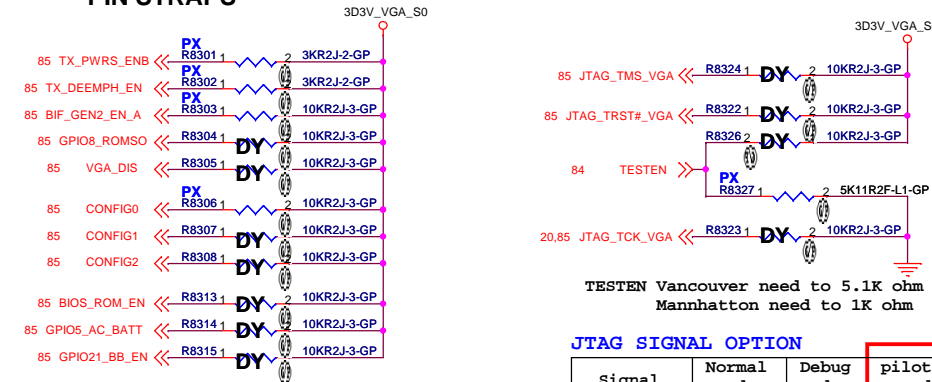 PIN STRAPS
3D3V_VGA_S0
PX
85 TX_PWRS_ENB R8301 1 2 3KR2J-2-GP
PX
85 TX_DEEMPH_EN R8302 1 2 3KR2J-2-GP
PX
85 BIF_GEN2_EN_A R8303 1 2 10KR2J-3-GP
85 GPIO8_ROMSO R8304 1 DY 2 10KR2J-3-GP
85 VGA_DIS R8305 1 DY 2 10KR2J-3-GP
PX
85 CONFIG0 R8306 1 2 10KR2J-3-GP
85 CONFIG1 R8307 1 DY 2 10KR2J-3-GP
85 CONFIG2 R8308 1 DY 2 10KR2J-3-GP
85 BIOS_ROM_EN R8313 1 DY 2 10KR2J-3-GP
85 GPIO5_AC_BATT R8314 1 DY 2 10KR2J-3-GP
85 GPIO21_BB_EN R8315 1 DY 2 10KR2J-3-GP
3D3V_VGA_S
85 JTAG_TMS_VGA R8324 1 DY 2 10KR2J-3-GP
85 JTAG_TRST#_VGA R8322 1 DY 2 10KR2J-3-GP
R8326 2 DY 1 10KR2J-3-GP
84 TESTEN
PX
R8327 1 2 5K11R2F-L1-GP
20,85 JTAG_TCK_VGA R8323 1 DY 2 10KR2J-3-GP
TESTEN Vancouver need to 5.1K ohm
Mannhatton need to 1K ohm
JTAG SIGNAL OPTION
Signal Normal Debug pilot